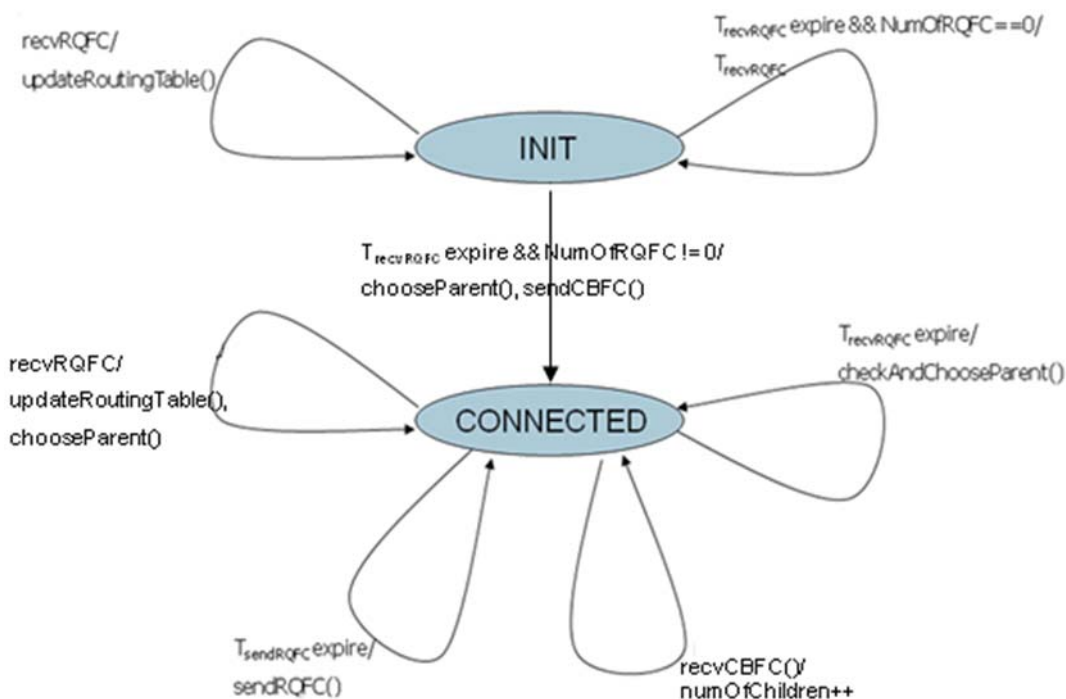 recvRQFC/
updateRoutingTable()
TrecvRQFC expire && NumOfRQFC ==0/
TrecvRQFC
INIT
TrecvRQFC expire && NumOfRQFC != 0/
chooseParent(), sendCBFC()
recvRQFC/
updateRoutingTable(),
chooseParent()
TrecvRQFC expire/
checkAndChooseParent()
CONNECTED
TsendRQFC expire/
sendRQFC()
recvCBFC()/
numOfChildren++